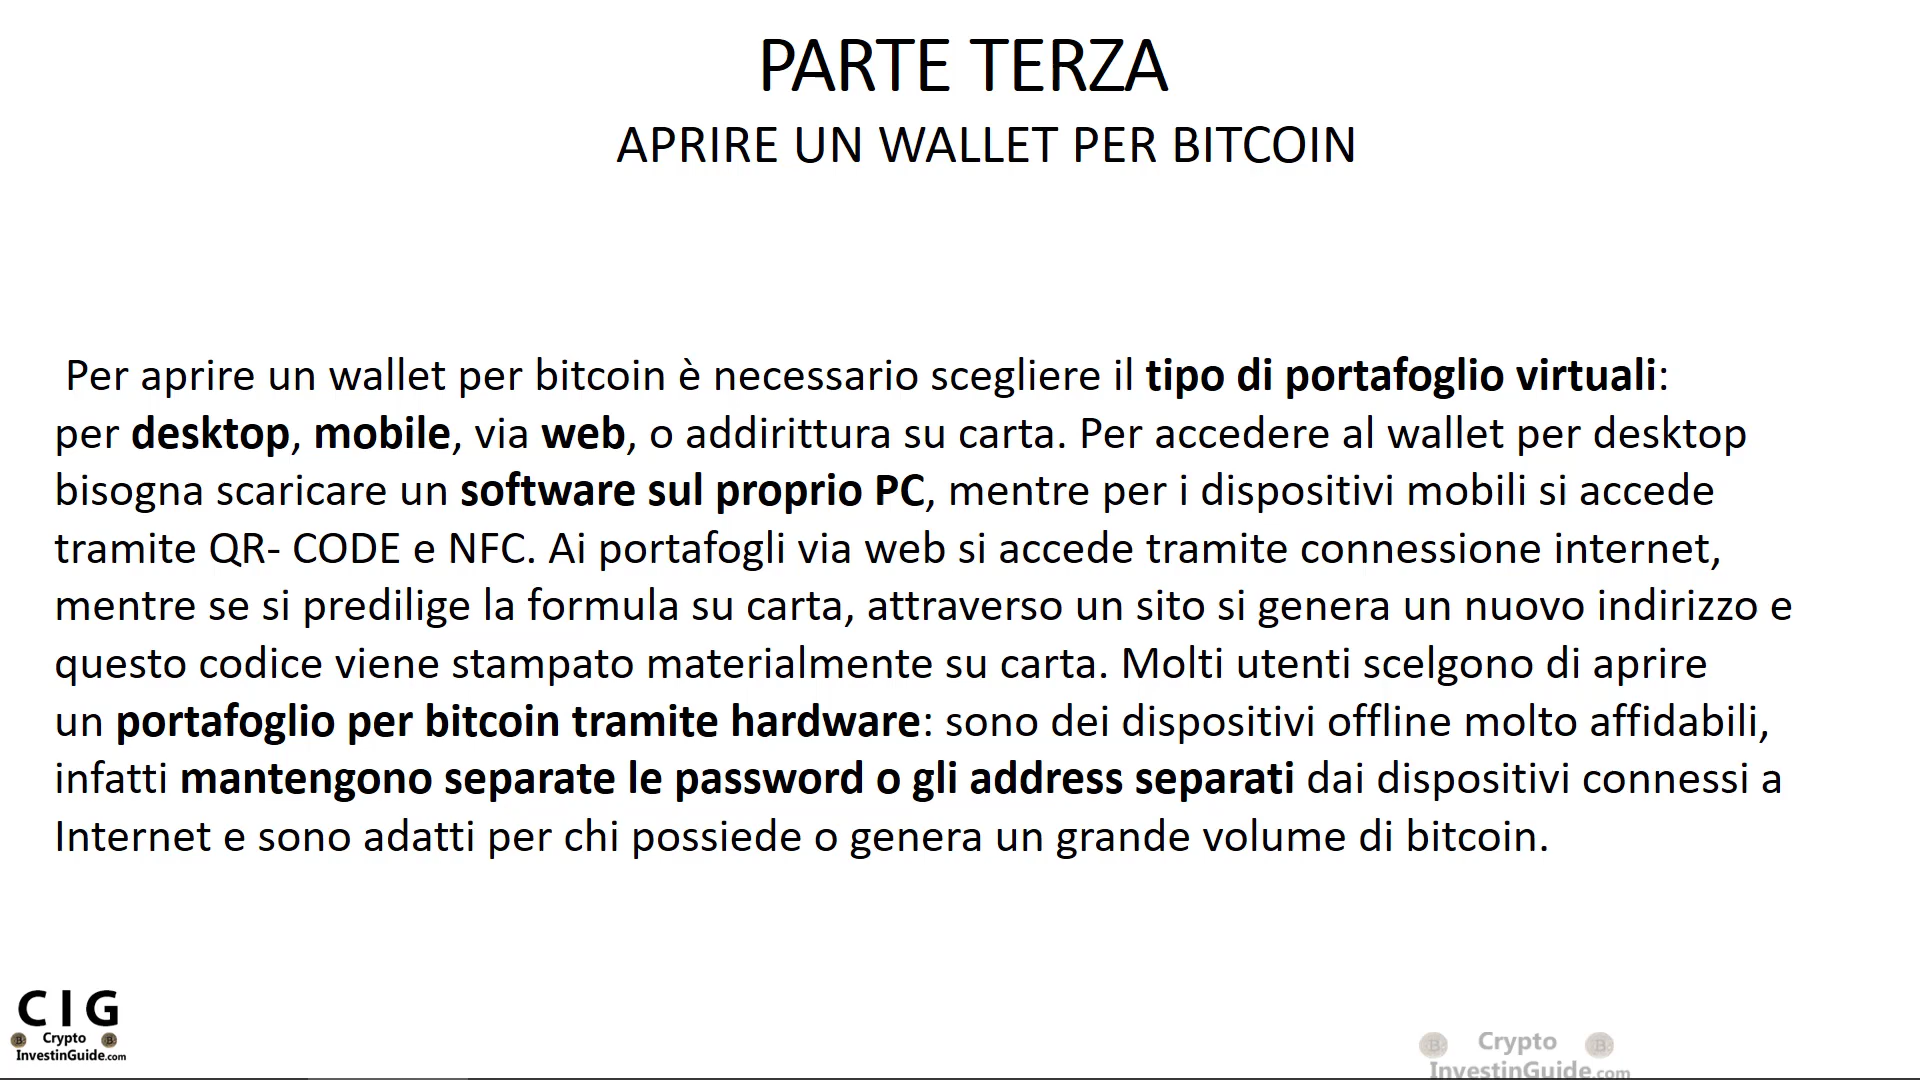 PARTE TERZA
APRIRE UN WALLET PER BITCOIN
Per aprire un wallet per bitcoin è necessario scegliere il tipo di portafoglio virtuali:
per desktop, mobile, via web, o addirittura su carta. Per accedere al wallet per desktop
bisogna scaricare un software sul proprio PC, mentre per i dispositivi mobili si accede
tramite QR- CODE e NFC. Ai portafogli via web si accede tramite connessione internet,
mentre se si predilige la formula su carta, attraverso un sito si genera un nuovo indirizzo e
questo codice viene stampato materialmente su carta. Molti utenti scelgono di aprire
un portafoglio per bitcoin tramite hardware: sono dei dispositivi offline molto affidabili,
infatti mantengono separate le password o gli address separati dai dispositivi connessi a
Internet e sono adatti per chi possiede o genera un grande volume di bitcoin.
CIG
Crypto
InvestinGuide.com
Crypto
InvestinGuide.com